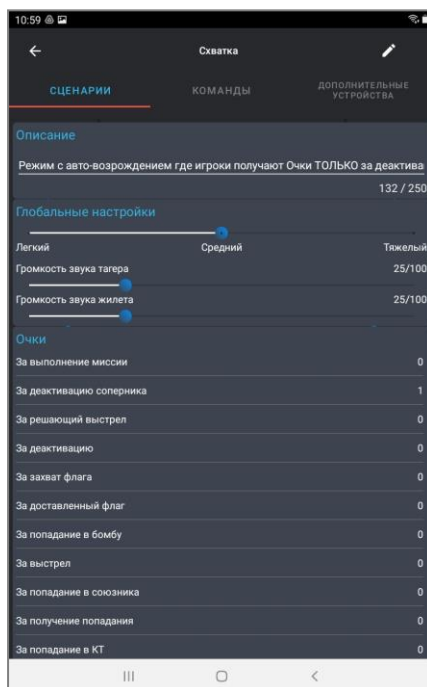 10:59
Схватка
СЦЕНАРИИ
КОМАНДЫ
ДОПОЛНИТЕЛЬНЫЕ
УСТРОЙСТВА
Описание
Режим с авто-возрождением где игроки получают Очки ТОЛЬКО за деактива
132 / 250
Глобальные настройки
Легкий Средний Тяжелый
Громкость звука тагера 25/100
Громкость звука жилета 25/100
Очки
За выполнение миссии 0
За деактивацию соперника 1
За решающий выстрел 0
За деактивацию 0
За захват флага 0
За доставленный флаг 0
За попадание в бомбу 0
За выстрел 0
За попадание в союзника 0
За получение попадания 0
За попадание в КТ 0